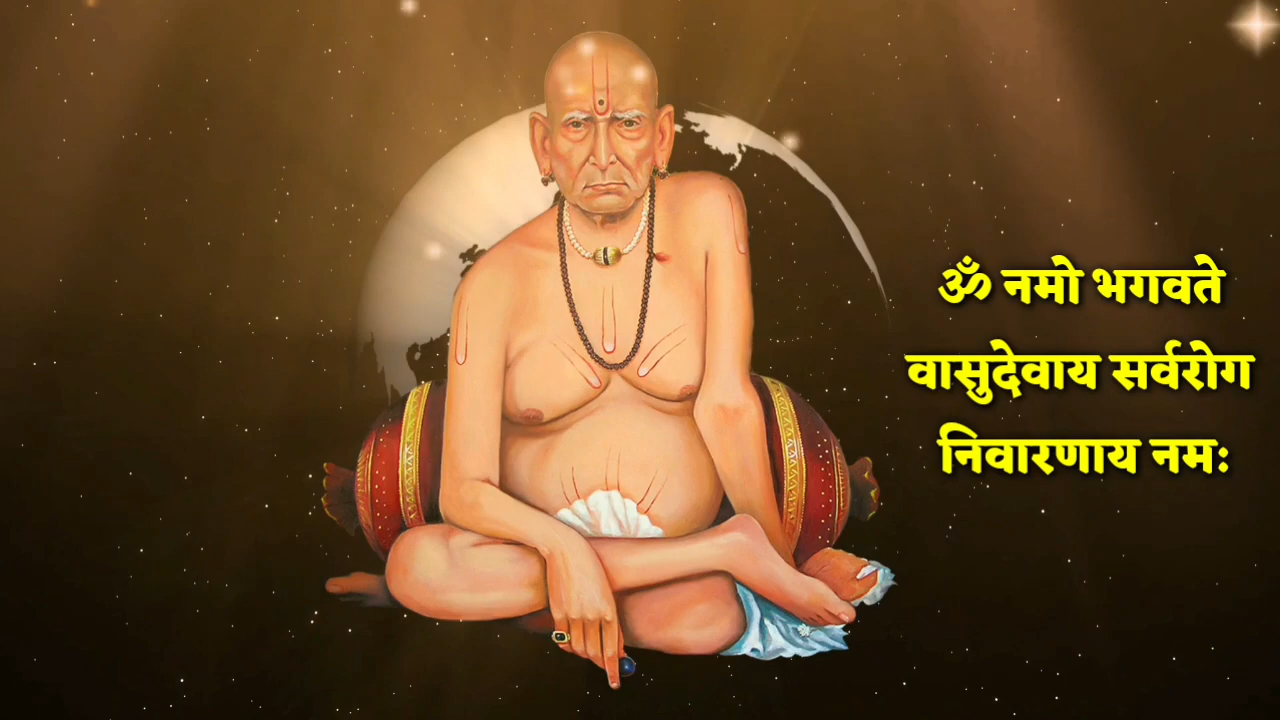 ॐ नमो भगवते
वासुदेवाय सर्वरोग
निवारणाय नमः